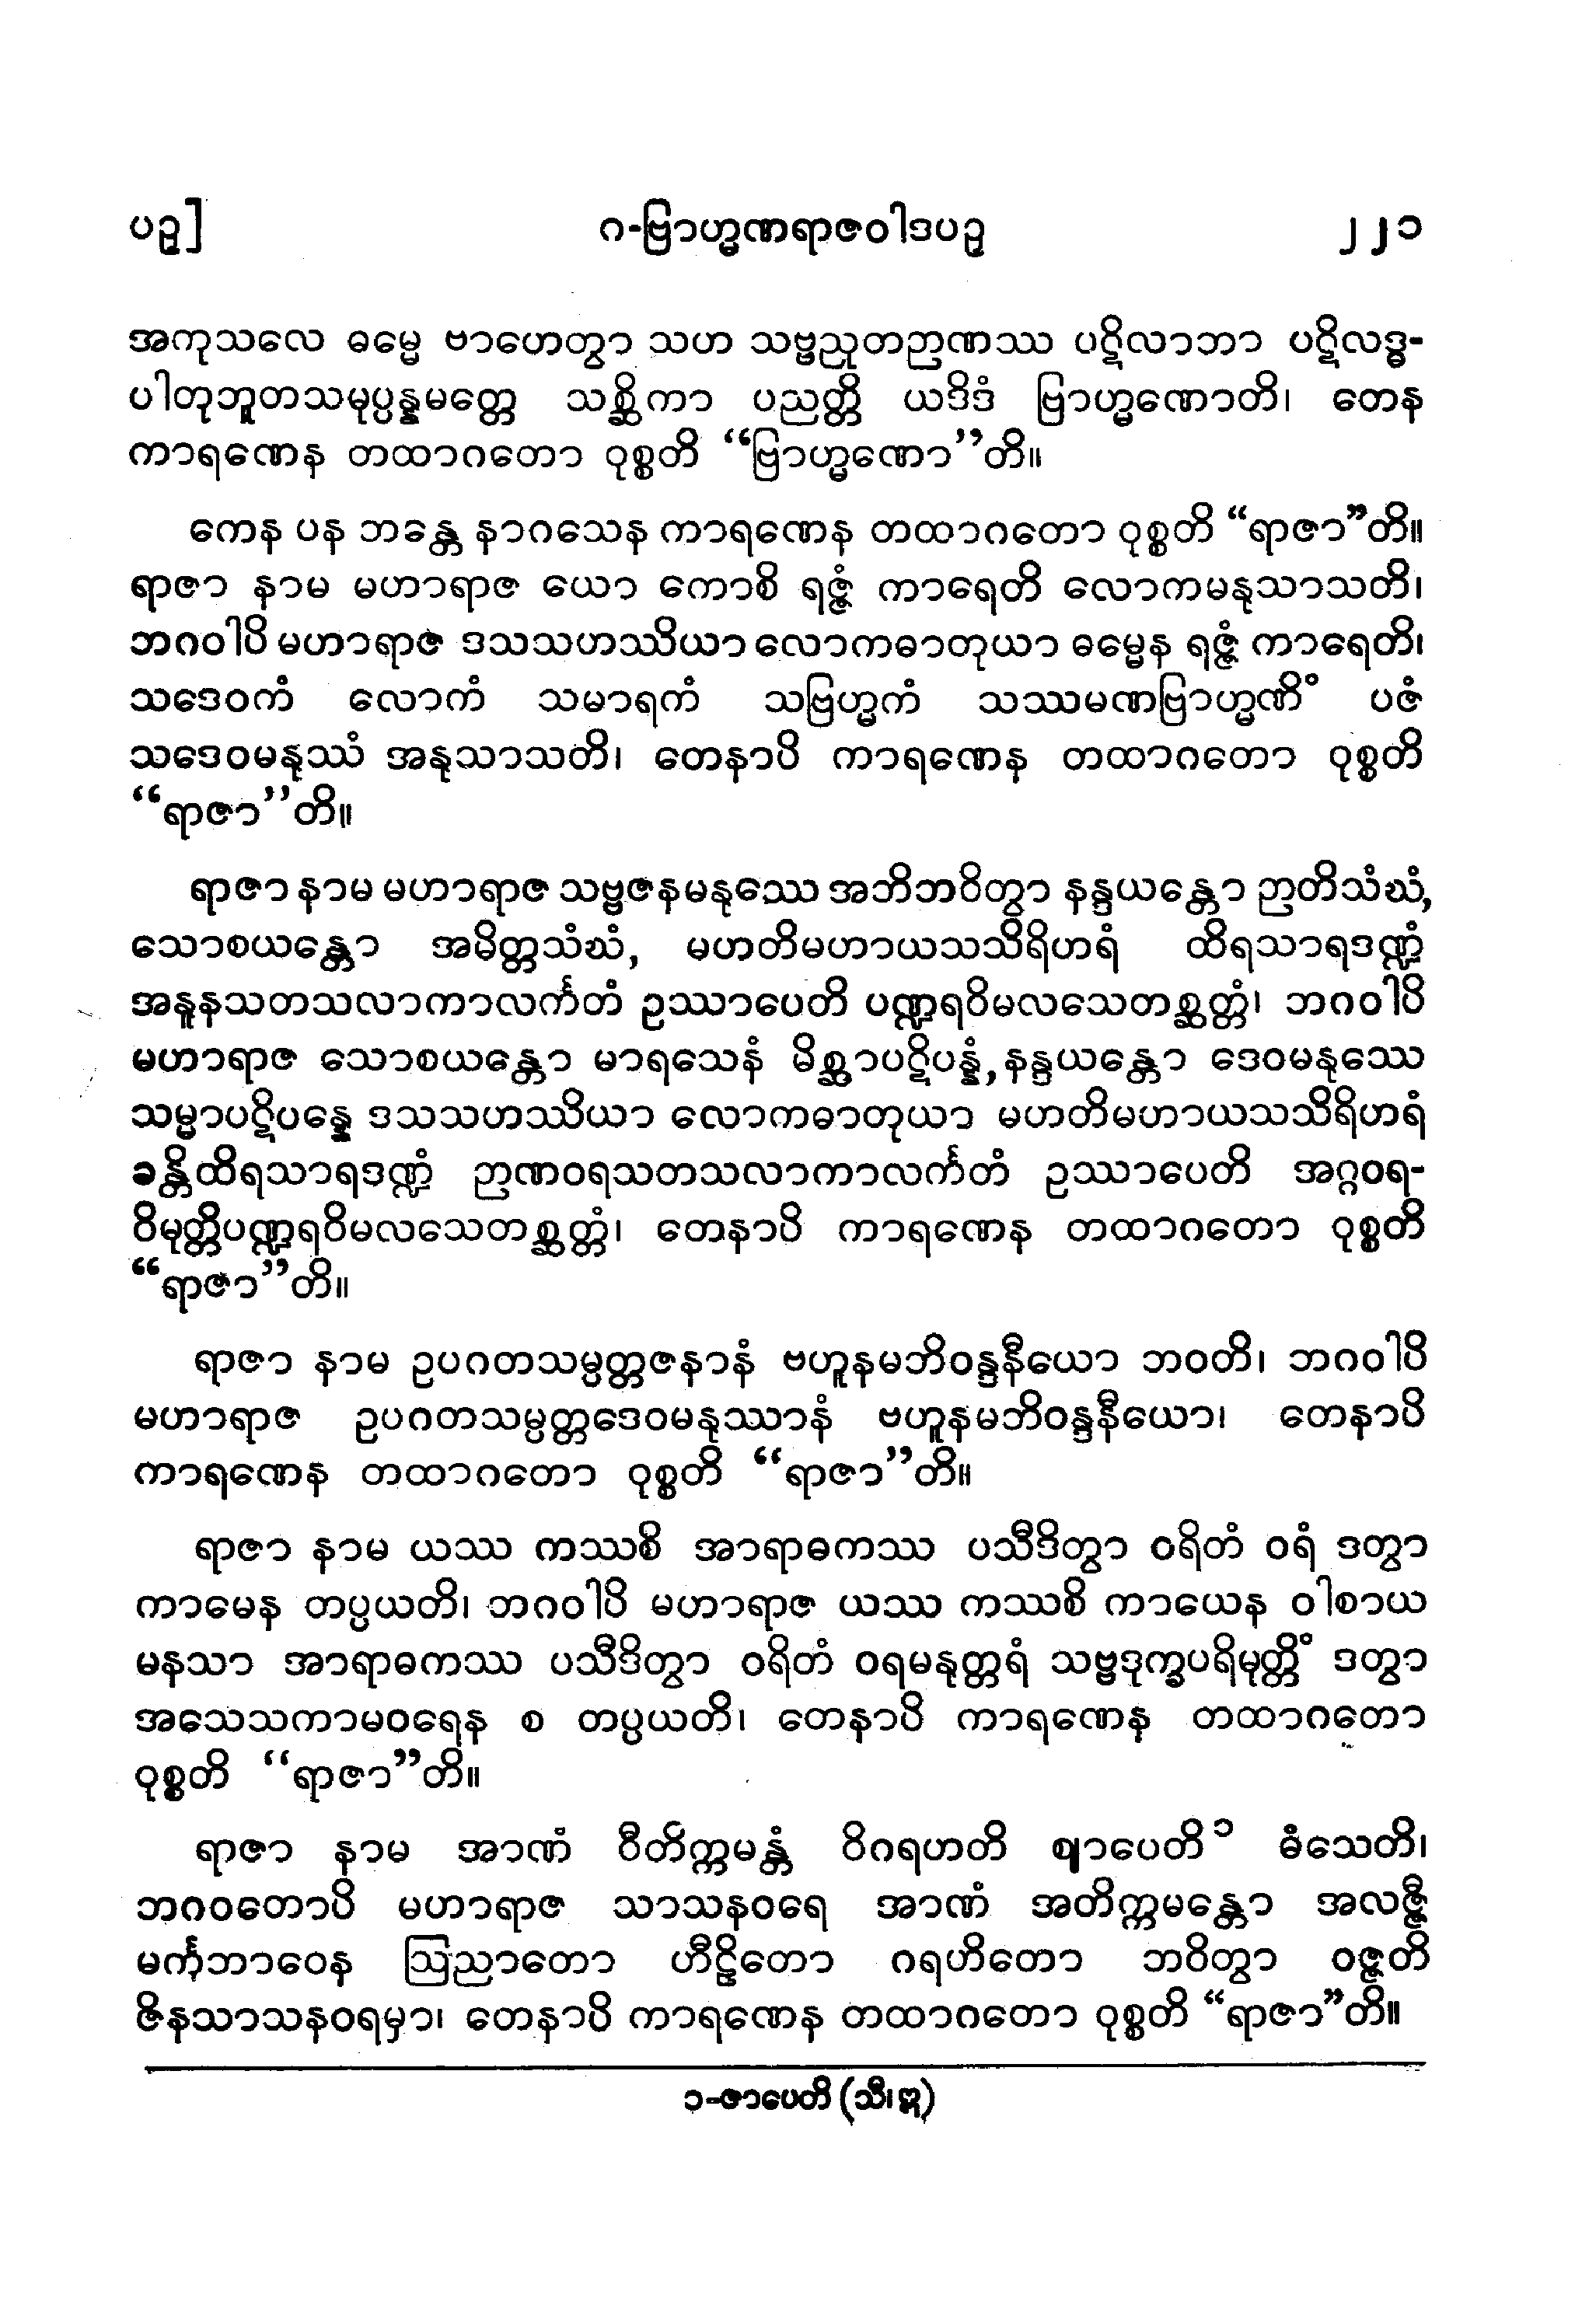 ပဥှ]
ဂ-ဗြာဟ္မဏရာဇဝါဒပဥှ
၂၂၁
အကုသလေ ဓမ္မေ ဗာဟေတွာ သဟ သဗ္ဗညုတဉာဏဿ ပဋိလာဘာ ပဋိလဒ္ဓ-
ပါတုဘူတသမုပ္ပန္နမတ္တေ သစ္ဆိကာ ပညတ္တိ ယဒိဒံ ဗြာဟ္မဏောတိ၊ တေန
ကာရဏေန တထာဂတော ဝုစ္စတိ “ဗြာဟ္မဏော”တိ။
ကေန ပန ဘန္တေ နာဂသေန ကာရဏေန တထာဂတော ဝုစ္စတိ “ရာဇာ”တိ။
ရာဇာ နာမ မဟာရာဇ ယော ကောစိ ရဇ္ဇံ ကာရေတိ လောကမနုသာသတိ၊
ဘဂဝါပိ မဟာရာဇ ဒသသဟဿိယာ လောကဓာတုယာ ဓမ္မေန ရဇ္ဇံ ကာရေတိ၊
သဒေဝကံ လောကံ သမာရကံ သဗြဟ္မကံ သဿမဏဗြာဟ္မဏိံ ပဇံ
သဒေဝမနုဿံ အနုသာသတိ၊ တေနာပိ ကာရဏေန တထာဂတော ဝုစ္စတိ
“ရာဇာ”တိ။
ရာဇာ နာမ မဟာရာဇ သဗ္ဗဇနမနုဿေ အဘိဘဝိတွာ နန္ဒယန္တော ဉာတိသံဃံ,
သောစယန္တော အမိတ္တသံဃံ, မဟတိမဟာယသသိရိဟရံ ထိရသာရဒဏ္ဍံ
အနူနသတသလာကာလင်္ကတံ ဥဿာပေတိ ပဏ္ဍရဝိမလသေတစ္ဆတ္တံ၊ ဘဂဝါပိ
မဟာရာဇ သောစယန္တော မာရသေနံ မိစ္ဆာပဋိပန္နံ, နန္ဒယန္တော ဒေဝမနုဿေ
သမ္မာပဋိပန္နေ ဒသသဟဿိယာ လောကဓာတုယာ မဟတိမဟာယသသိရိဟရံ
ခန္တိထိရသာရဒဏ္ဍံ ဉာဏဝရသတသလာကာလင်္ကတံ ဥဿာပေတိ အဂ္ဂဝရ-
ဝိမုတ္တိပဏ္ဍရဝိမလသေတစ္ဆတ္တံ၊ တေနာပိ ကာရဏေန တထာဂတော ဝုစ္စတိ
“ရာဇာ”တိ။
ရာဇာ နာမ ဥပဂတသမ္ပတ္တဇနာနံ ဗဟူနမဘိဝန္ဒနီယော ဘဝတိ၊ ဘဂဝါပိ
မဟာရာဇ ဥပဂတသမ္ပတ္တဒေဝမနုဿာနံ ဗဟူနမဘိဝန္ဒနီယော၊ တေနာပိ
ကာရဏေန တထာဂတော ဝုစ္စတိ “ရာဇာ”တိ။
ရာဇာ နာမ ယဿ ကဿစိ အာရာဓကဿ ပသီဒိတွာ ဝရိတံ ဝရံ ဒတွာ
ကာမေန တပ္ပယတိ၊ ဘဂဝါပိ မဟာရာဇ ယဿ ကဿစိ ကာယေန ဝါစာယ
မနသာ အာရာဓကဿ ပသီဒိတွာ ဝရိတံ ဝရမနုတ္တရံ သဗ္ဗဒုက္ခပရိမုတ္တိံ ဒတွာ
အသေသကာမဝရေန စ တပ္ပယတိ၊ တေနာပိ ကာရဏေန တထာဂတော
ဝုစ္စတိ “ရာဇာ”တိ။
ရာဇာ နာမ အာဏံ ဝီတိက္ကမန္တံ ဝိဂရဟတိ ဈာပေတိ ၁ ဓံသေတိ၊
ဘဂဝတောပိ မဟာရာဇ သာသနဝရေ အာဏံ အတိက္ကမန္တော အလဇ္ဇီ
မင်္ကုဘာဝေန ဩညာတော ဟီဠိတော ဂရဟိတော ဘဝိတွာ ဝဇ္ဇတိ
ဇိနသာသနဝရမှာ၊ တေနာပိ ကာရဏေန တထာဂတော ဝုစ္စတိ “ရာဇာ”တိ။
၁-ဇာပေတိ (သီ၊ ဣ)